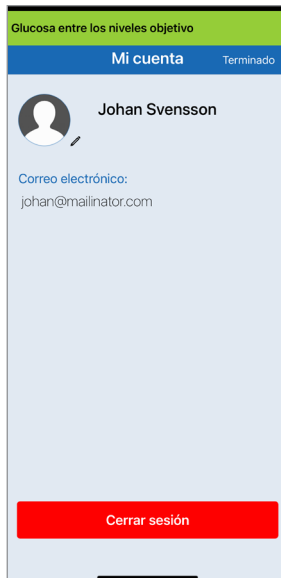 Glucosa entre los niveles objetivo
Mi cuenta
Terminado
Johan Svensson
Correo electrónico:
johan@mailinator.com
Cerrar sesión